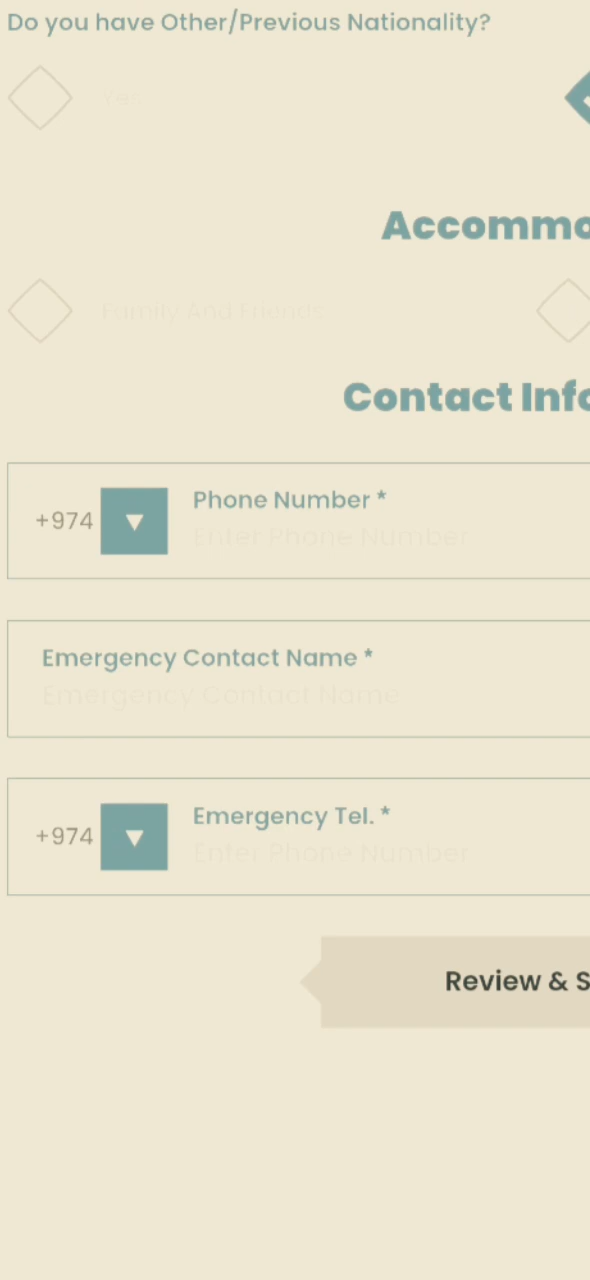 Do you have Other/Previous Nationality?
Yes
Accommo
Family And Friends
Contact Info
+974 ▼ Phone Number *
Enter Phone Number
Emergency Contact Name *
Emergency Contact Name
+974 ▼ Emergency Tel. *
Enter Phone Number
Review & S